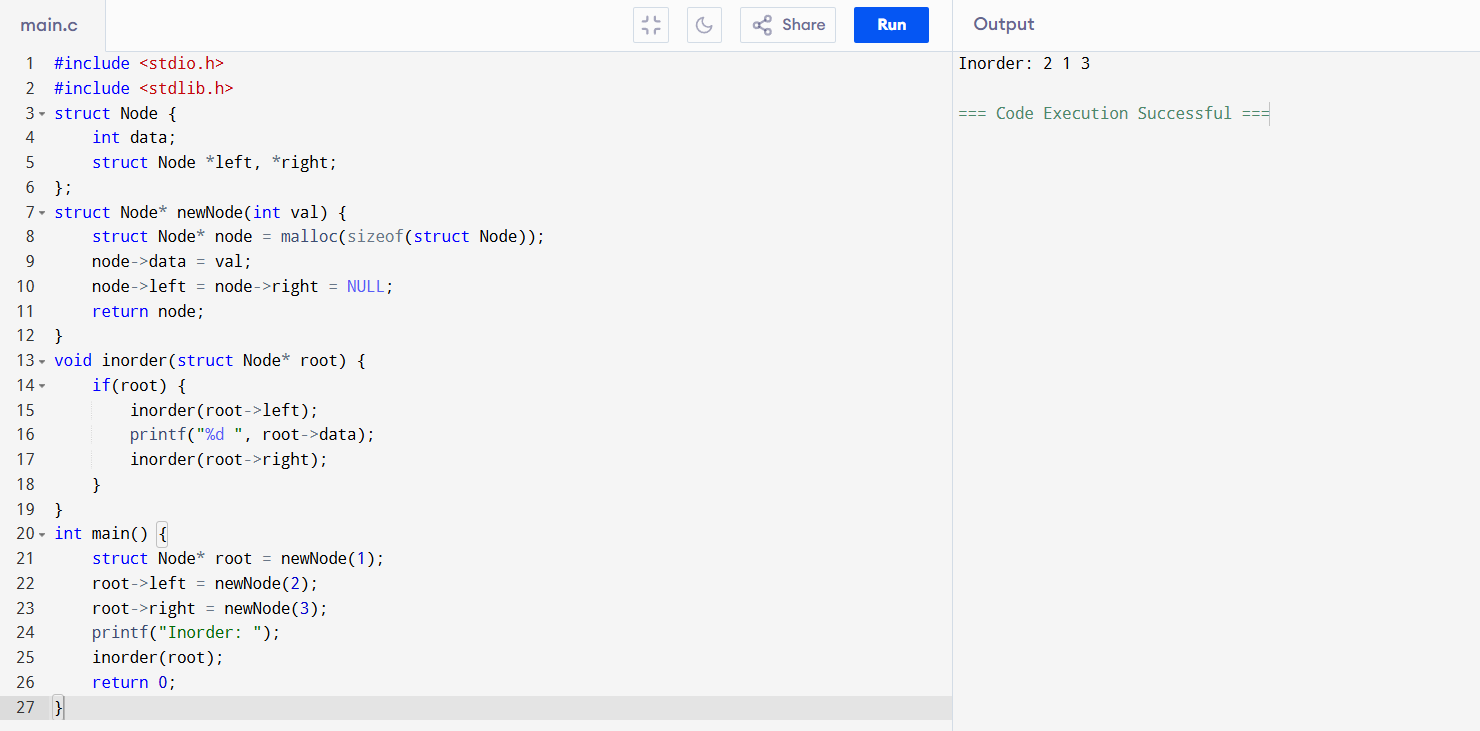 main.c
Share
Run
Output
1 #include <stdio.h>
2 #include <stdlib.h>
3 struct Node {
4     int data;
5     struct Node *left, *right;
6 };
7 struct Node* newNode(int val) {
8     struct Node* node = malloc(sizeof(struct Node));
9     node->data = val;
10     node->left = node->right = NULL;
11     return node;
12 }
13 void inorder(struct Node* root) {
14     if(root) {
15         inorder(root->left);
16         printf("%d ", root->data);
17         inorder(root->right);
18     }
19 }
20 int main() {
21     struct Node* root = newNode(1);
22     root->left = newNode(2);
23     root->right = newNode(3);
24     printf("Inorder: ");
25     inorder(root);
26     return 0;
27 }
Inorder: 2 1 3
=== Code Execution Successful ===